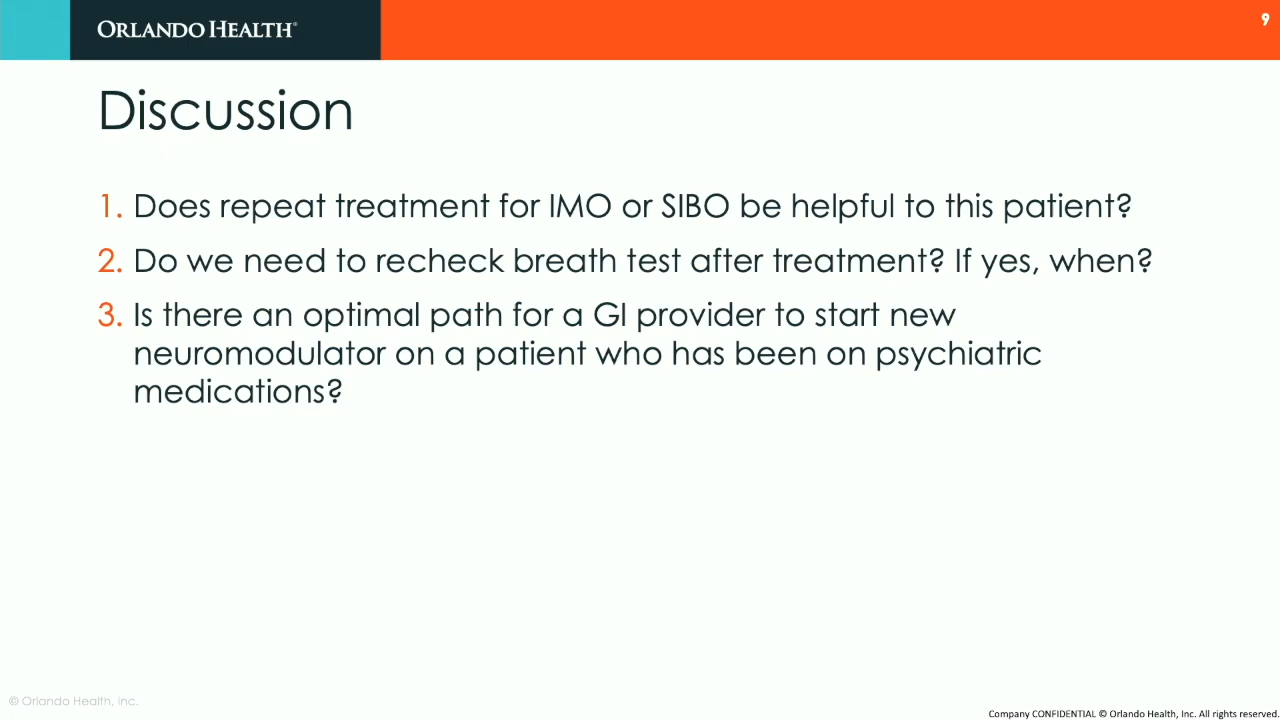 ORLANDO HEALTH®
9
Discussion
1. Does repeat treatment for IMO or SIBO be helpful to this patient?
2. Do we need to recheck breath test after treatment? If yes, when?
3. Is there an optimal path for a GI provider to start new
neuromodulator on a patient who has been on psychiatric
medications?
© Orlando Health, Inc.
Company CONFIDENTIAL © Orlando Health, Inc. All rights reserved.